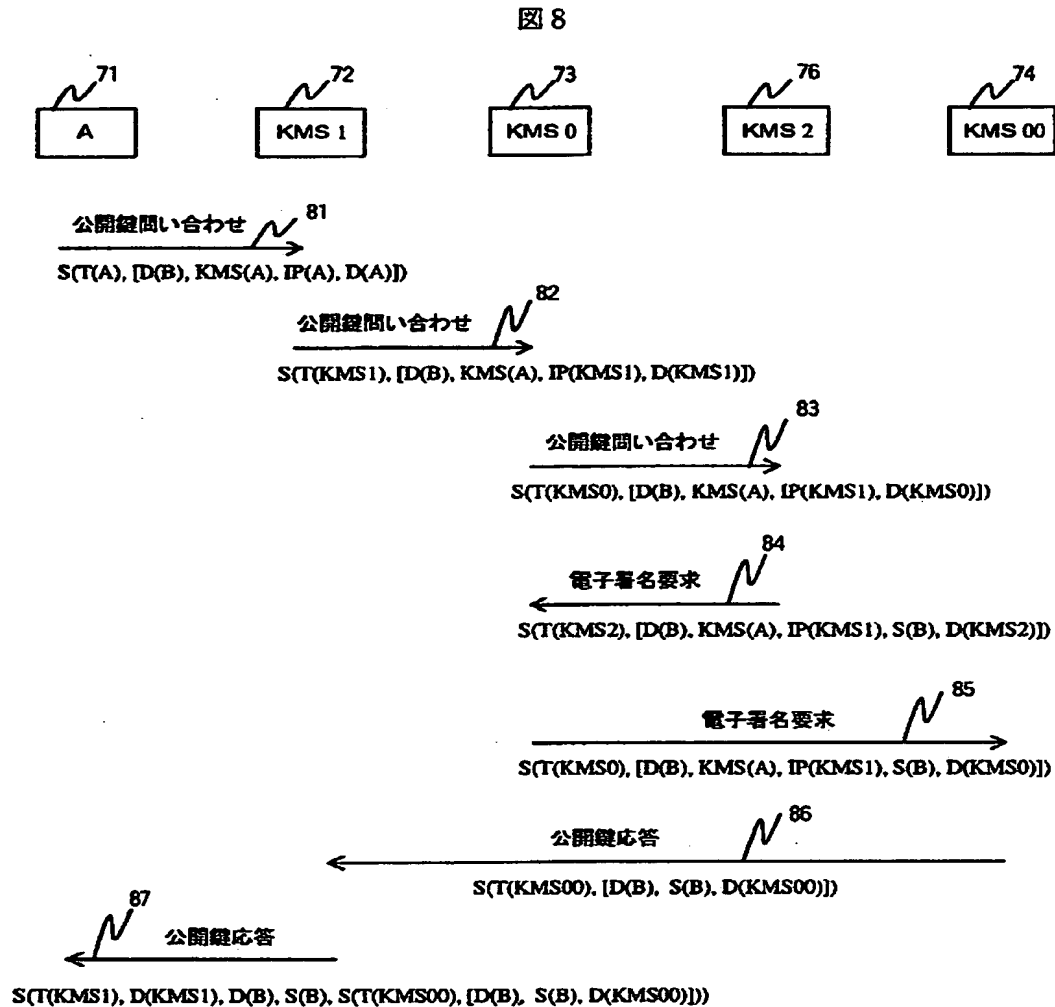 図8
71 72 73 76 74
A KMS 1 KMS 0 KMS 2 KMS 00
公開鍵問い合わせ 81
S(T(A), [D(B), KMS(A), IP(A), D(A)])
公開鍵問い合わせ 82
S(T(KMS1), [D(B), KMS(A), IP(KMS1), D(KMS1)])
公開鍵問い合わせ 83
S(T(KMS0), [D(B), KMS(A), IP(KMS1), D(KMS0)])
電子署名要求 84
S(T(KMS2), [D(B), KMS(A), IP(KMS1), S(B), D(KMS2)])
電子署名要求 85
S(T(KMS0), [D(B), KMS(A), IP(KMS1), S(B), D(KMS0)])
公開鍵応答 86
S(T(KMS00), [D(B), S(B), D(KMS00)])
87 公開鍵応答
S(T(KMS1), D(KMS1), D(B), S(B), S(T(KMS00), [D(B), S(B), D(KMS00)]))